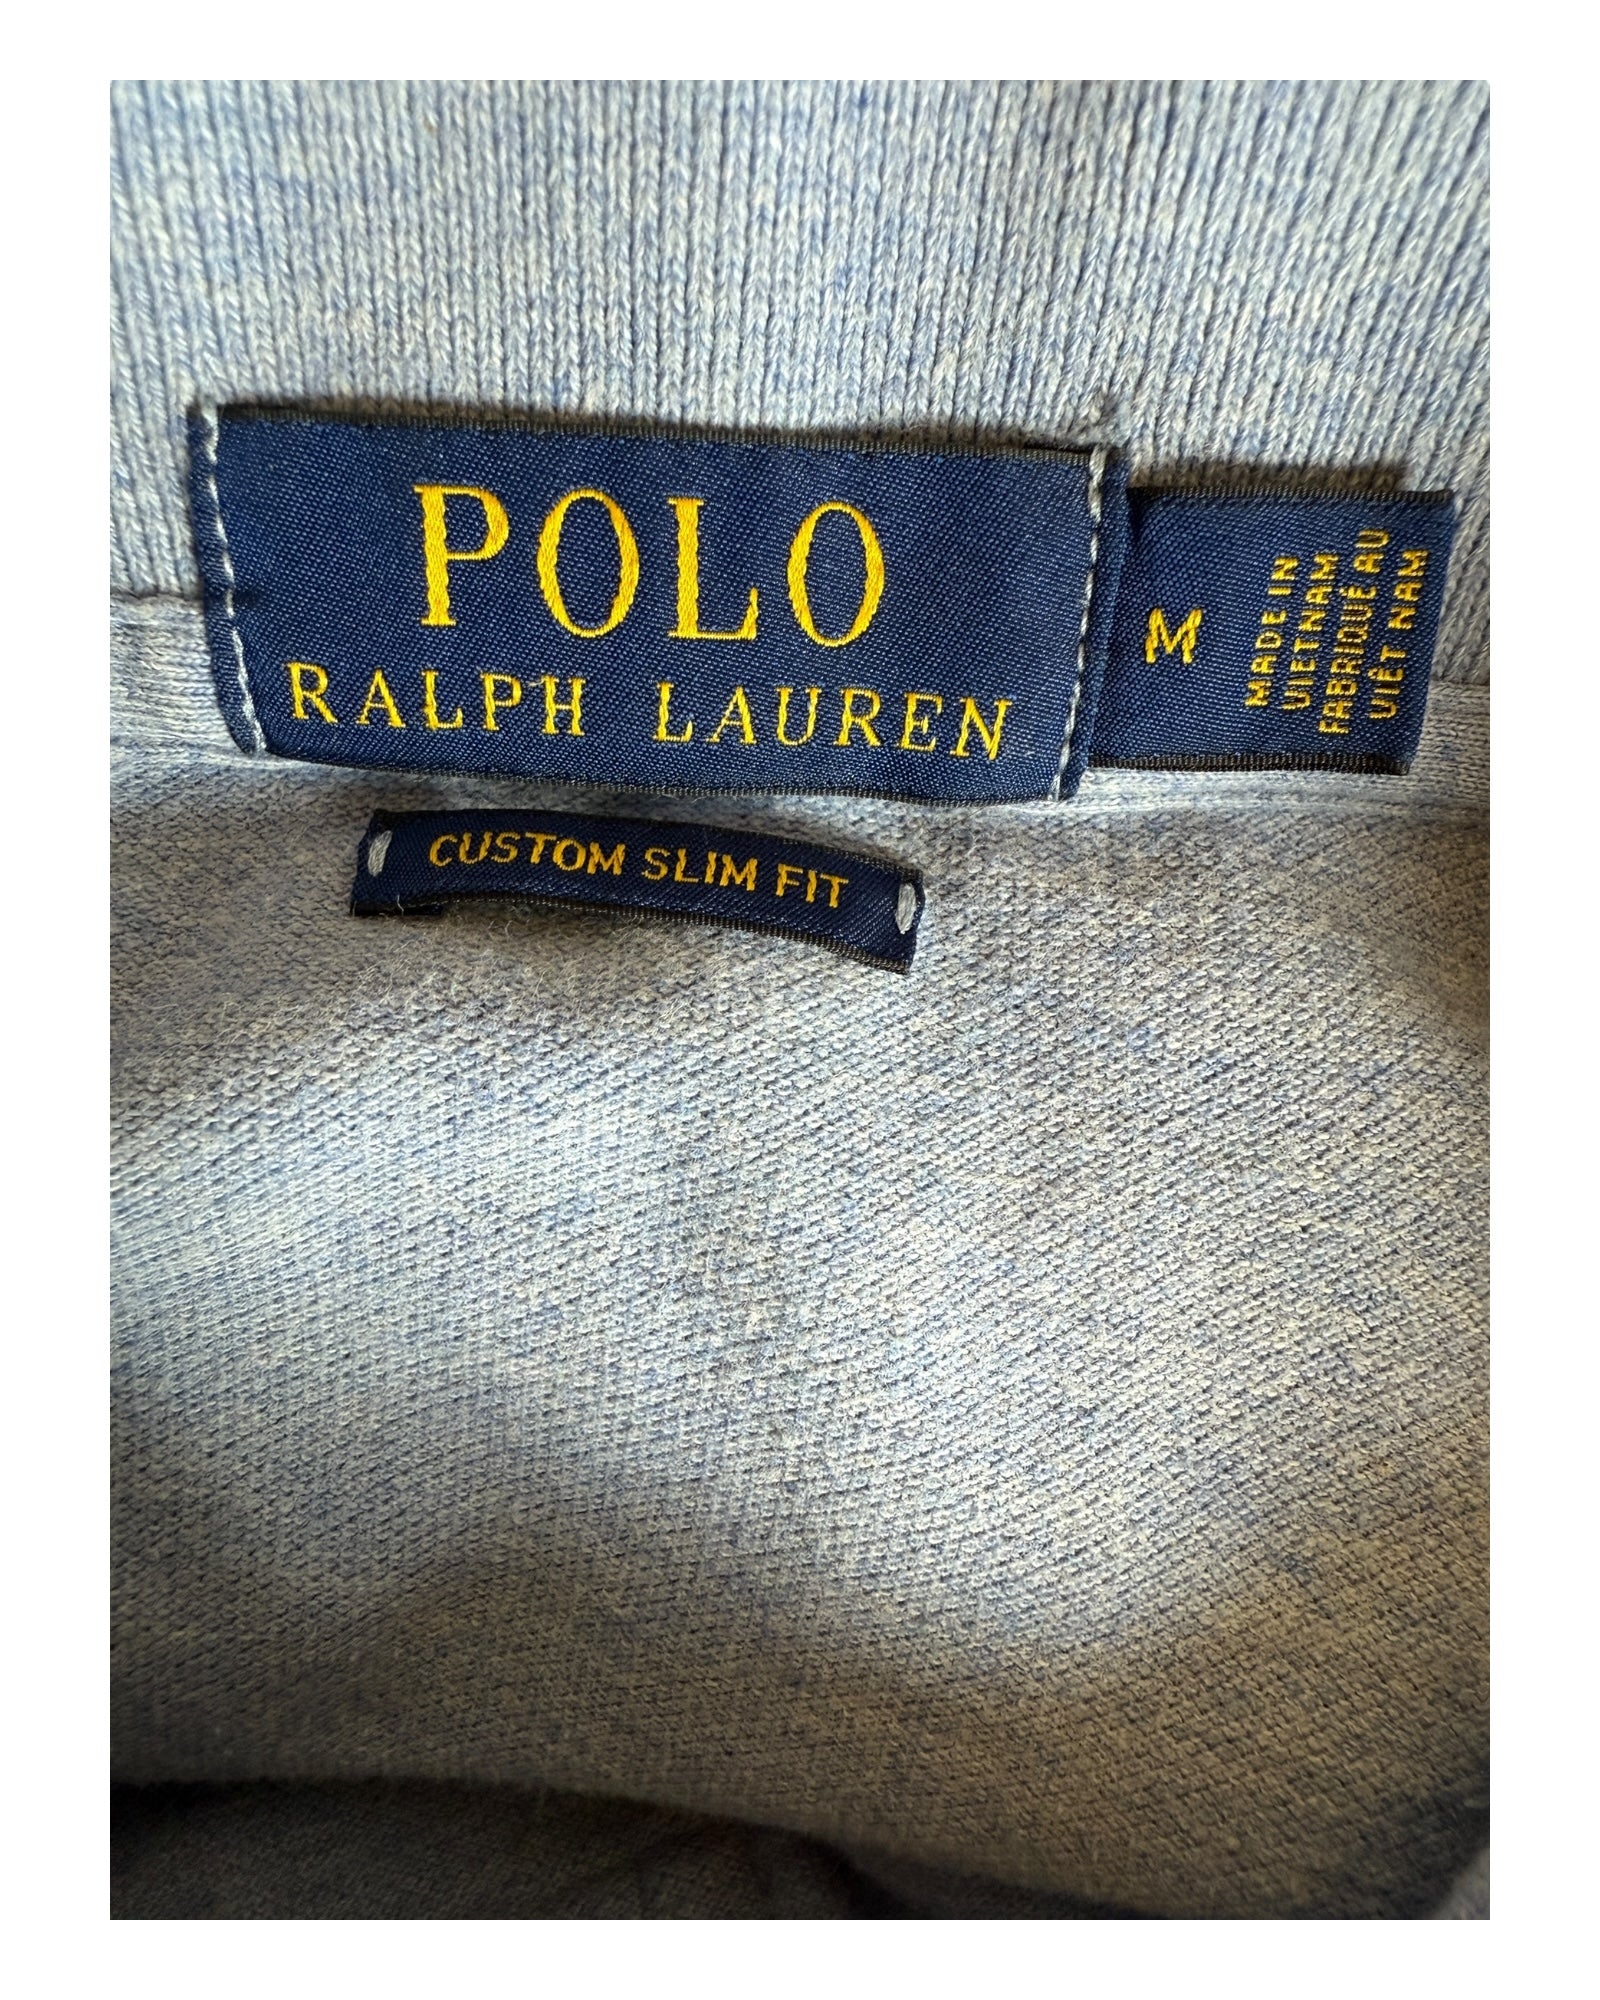 POLO
RALPH LAUREN
M
MADE IN
VIETNAM
FABRIQUÉ AU
VIÊT NAM
CUSTOM SLIM FIT